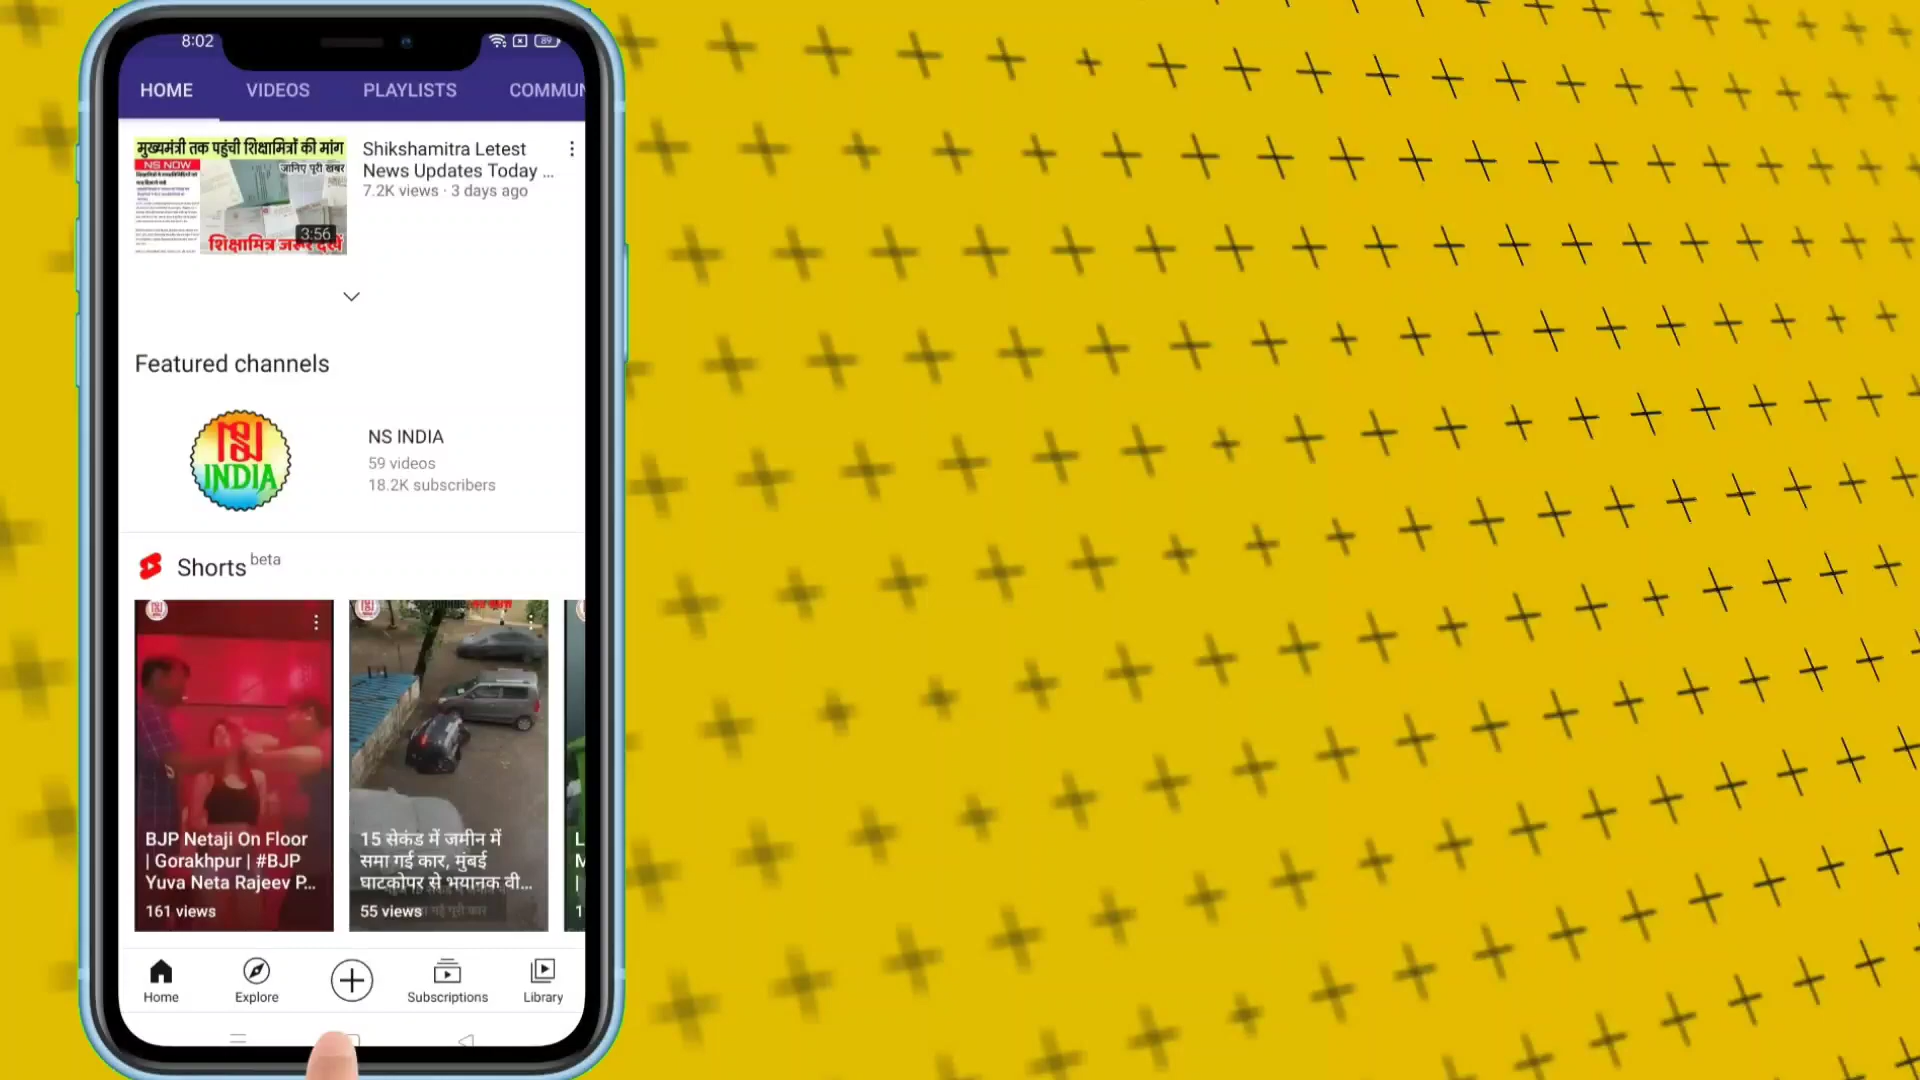 8:02
89
HOME
VIDEOS
PLAYLISTS
COMMUN
मुख्यमंत्री तक पहुंची शिक्षामित्रों की मांग
NS NOW
जानिए पूरी खबर
3:56
शिक्षामित्र जरूर देखें
Shikshamitra Letest
News Updates Today ...
7.2K views · 3 days ago
Featured channels
NS
INDIA
NS INDIA
59 videos
18.2K subscribers
Shorts beta
BJP Netaji On Floor
| Gorakhpur | #BJP
Yuva Neta Rajeev P...
161 views
15 सेकंड में जमीन में
समा गई कार, मुंबई
घाटकोपर से भयानक वी...
55 views
L
M
|
1
Home
Explore
Subscriptions
Library